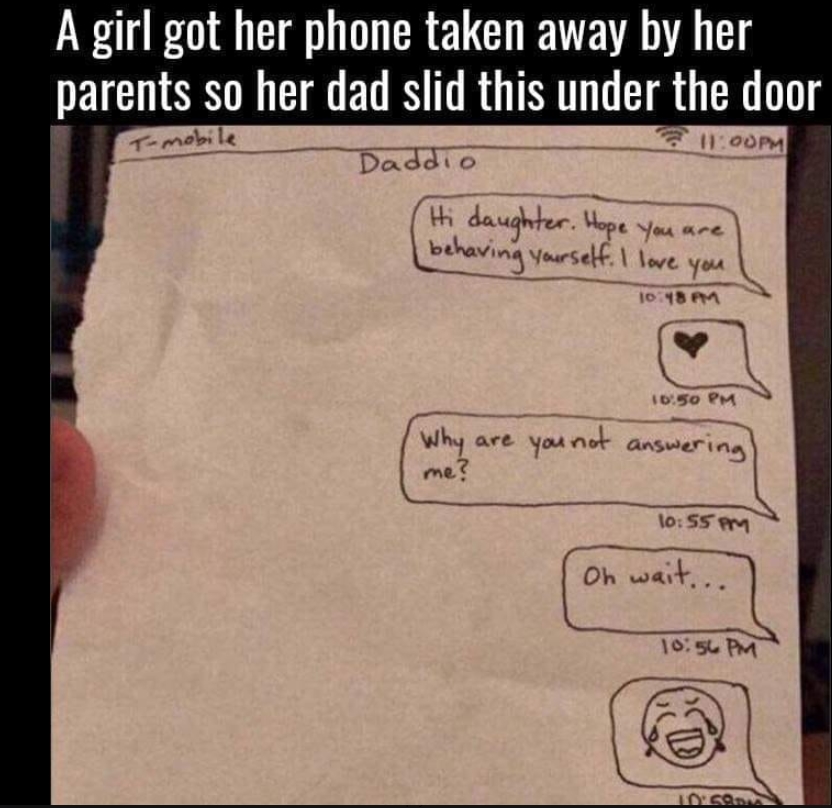 A girl got her phone taken away by her
parents so her dad slid this under the door
T-mobile 11:00PM
Daddio
Hi daughter. Hope you are
behaving yourself. I love you
10:48 PM
10:50 PM
Why are you not answering
me?
10:55 PM
Oh wait...
10:56 PM
10:58PM